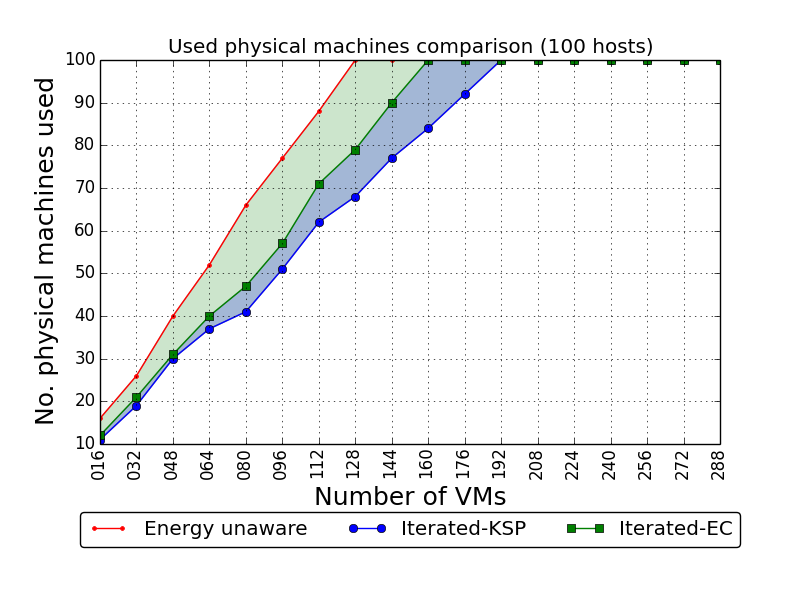 Used physical machines comparison (100 hosts)
No. physical machines used
100
90
80
70
60
50
40
30
20
10
016 032 048 064 080 096 112 128 144 160 176 192 208 224 240 256 272 288
Number of VMs
Energy unaware Iterated-KSP Iterated-EC